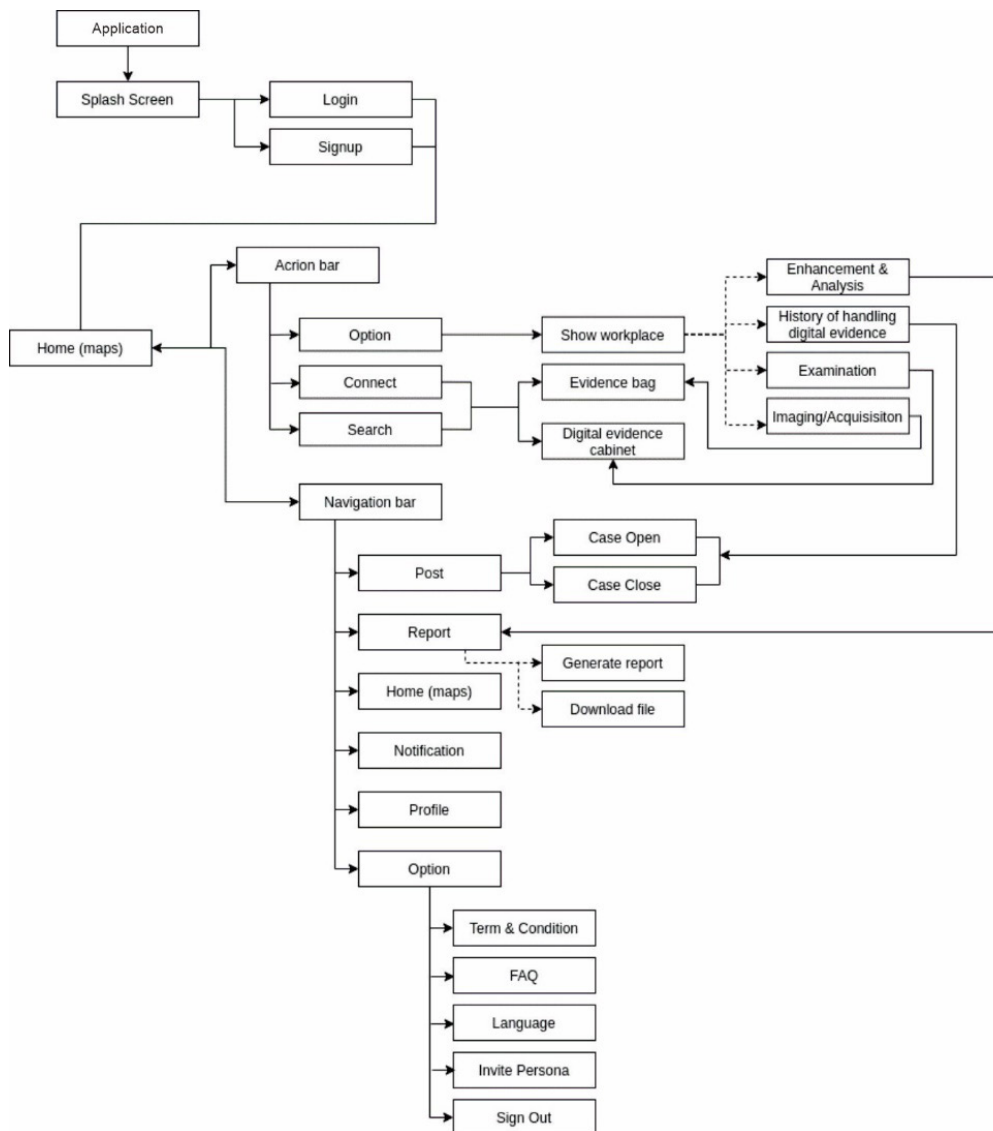 Application
Splash Screen
Login
Signup
Acrion bar
Enhancement &
Analysis
History of handling
digital evidence
Home (maps)
Option
Show workplace
Examination
Connect
Evidence bag
Imaging/Acquisisiton
Search
Digital evidence
cabinet
Navigation bar
Case Open
Post
Case Close
Report
Generate report
Home (maps)
Download file
Notification
Profile
Option
Term & Condition
FAQ
Language
Invite Persona
Sign Out